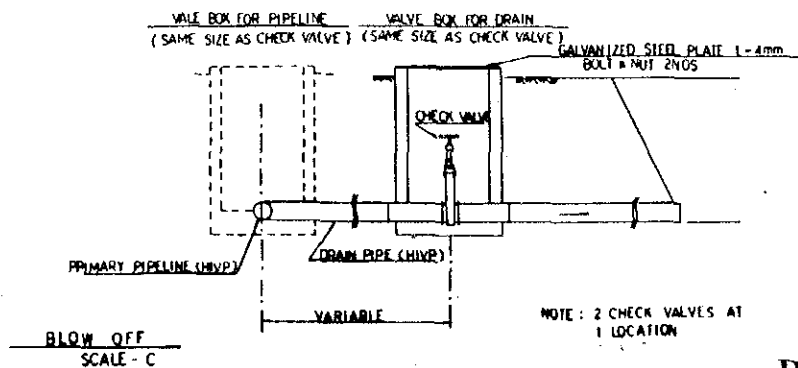 VALE BOX FOR PIPELINE
(SAME SIZE AS CHECK VALVE)
VALVE BOX FOR DRAIN
(SAME SIZE AS CHECK VALVE)
GALVANIZED STEEL PLATE t-4mm
BOLT & NUT 2NOS
CHECK VALVE
PRIMARY PIPELINE (HIVP)
DRAIN PIPE (HIVP)
VARIABLE
NOTE : 2 CHECK VALVES AT
1 LOCATION
BLOW OFF
SCALE - C